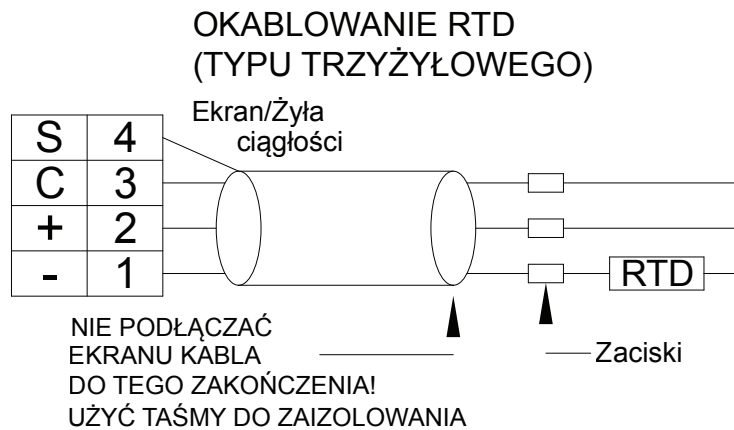 OKABLOWANIE RTD
(TYPU TRZYŻYŁOWEGO)
Ekran/Żyła
ciągłości
S 4
C 3
+ 2
- 1
RTD
NIE PODŁĄCZAĆ
EKRANU KABLA
DO TEGO ZAKOŃCZENIA!
UŻYĆ TAŚMY DO ZAIZOLOWANIA
Zaciski